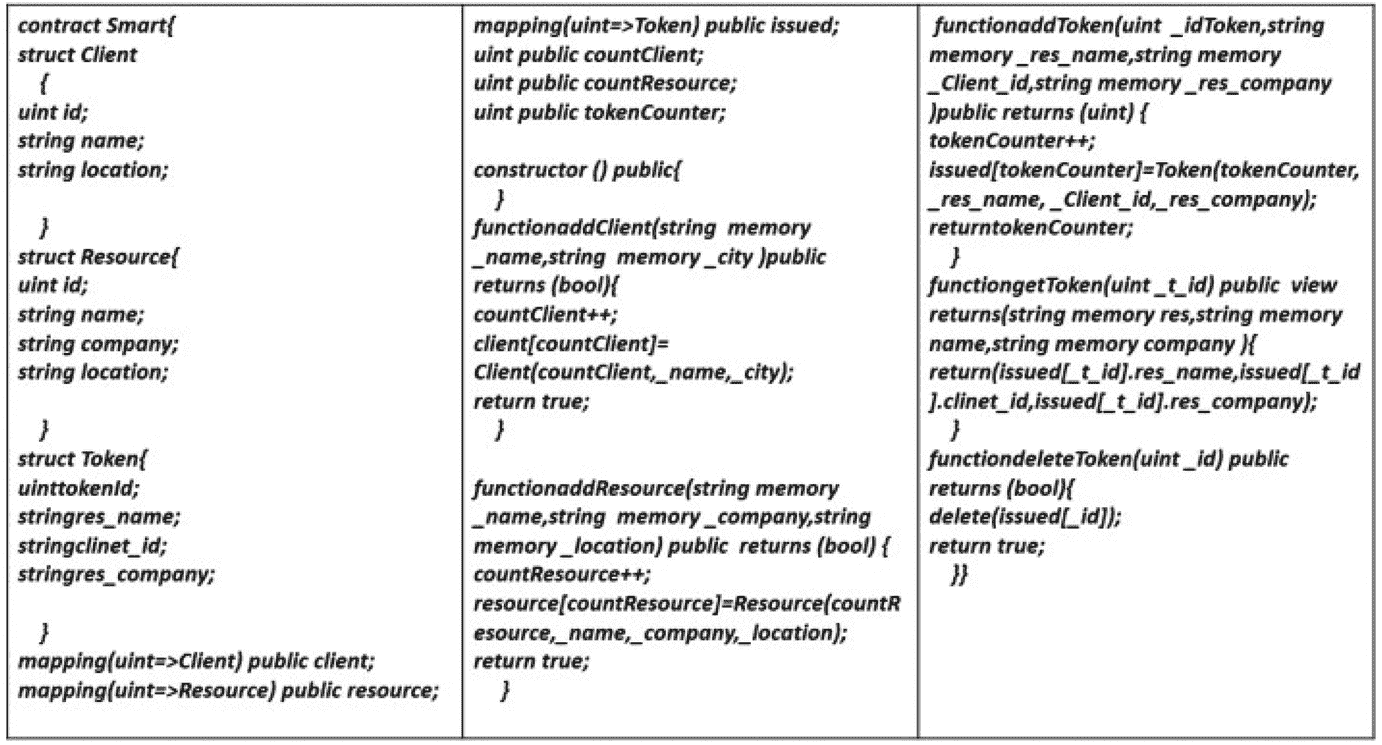 contract Smart{
struct Client
{
uint id;
string name;
string location;
}
struct Resource{
uint id;
string name;
string company;
string location;
}
struct Token{
uinttokenId;
stringres_name;
stringclinet_id;
stringres_company;
}
mapping(uint=>Client) public client;
mapping(uint=>Resource) public resource;
mapping(uint=>Token) public issued;
uint public countClient;
uint public countResource;
uint public tokenCounter;
constructor () public{
}
functionaddClient(string memory
_name,string memory _city )public
returns (bool){
countClient++;
client[countClient]=
Client(countClient,_name,_city);
return true;
}
functionaddResource(string memory
_name,string memory _company,string
memory _location) public returns (bool) {
countResource++;
resource[countResource]=Resource(countR
esource,_name,_company,_location);
return true;
}
functionaddToken(uint _idToken,string
memory _res_name,string memory
_Client_id,string memory _res_company
)public returns (uint) {
tokenCounter++;
issued[tokenCounter]=Token(tokenCounter,
_res_name, _Client_id,_res_company);
returntokenCounter;
}
functiongetToken(uint _t_id) public view
returns(string memory res,string memory
name,string memory company ){
return(issued[_t_id].res_name,issued[_t_id
].clinet_id,issued[_t_id].res_company);
}
functiondeleteToken(uint _id) public
returns (bool){
delete(issued[_id]);
return true;
}}